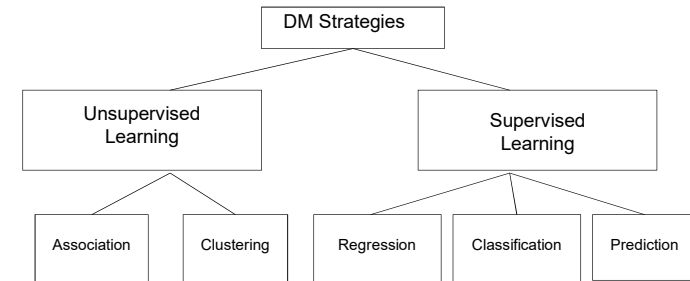 DM Strategies
Unsupervised
Learning
Supervised
Learning
Association
Clustering
Regression
Classification
Prediction